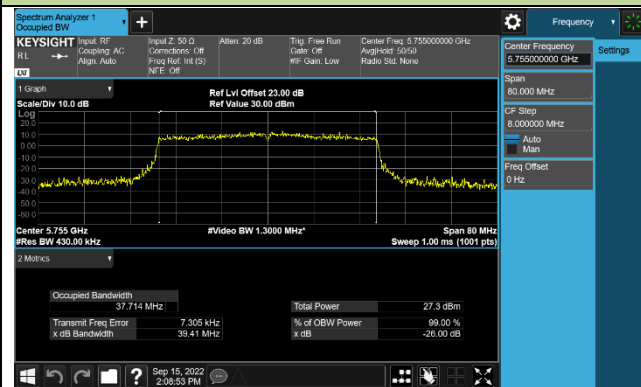 Spectrum Analyzer 1
Occupied BW
+
Frequency
KEYSIGHT
RL
LXI
Input: RF
Coupling: AC
Align: Auto
Input Z: 50 Ω
Corrections: Off
Freq Ref: Int (S)
NFE: Off
Atten: 20 dB
Trig: Free Run
Gate: Off
#IF Gain: Low
Center Freq: 5.755000000 GHz
Avg|Hold: 50/50
Radio Std: None
Center Frequency
5.755000000 GHz
Settings
Span
80.000 MHz
CF Step
8.000000 MHz
Auto
Man
Freq Offset
0 Hz
1 Graph
Scale/Div 10.0 dB
Ref Lvl Offset 23.00 dB
Ref Value 30.00 dBm
Log
20.0
10.0
0.00
-10.0
-20.0
-30.0
-40.0
-50.0
-60.0
Center 5.755 GHz
#Res BW 430.00 kHz
#Video BW 1.3000 MHz*
Span 80 MHz
Sweep 1.00 ms (1001 pts)
2 Metrics
Occupied Bandwidth
37.714 MHz
Total Power 27.3 dBm
Transmit Freq Error 7.305 kHz
% of OBW Power 99.00 %
x dB Bandwidth 39.41 MHz
x dB -26.00 dB
?
Sep 15, 2022
2:08:53 PM